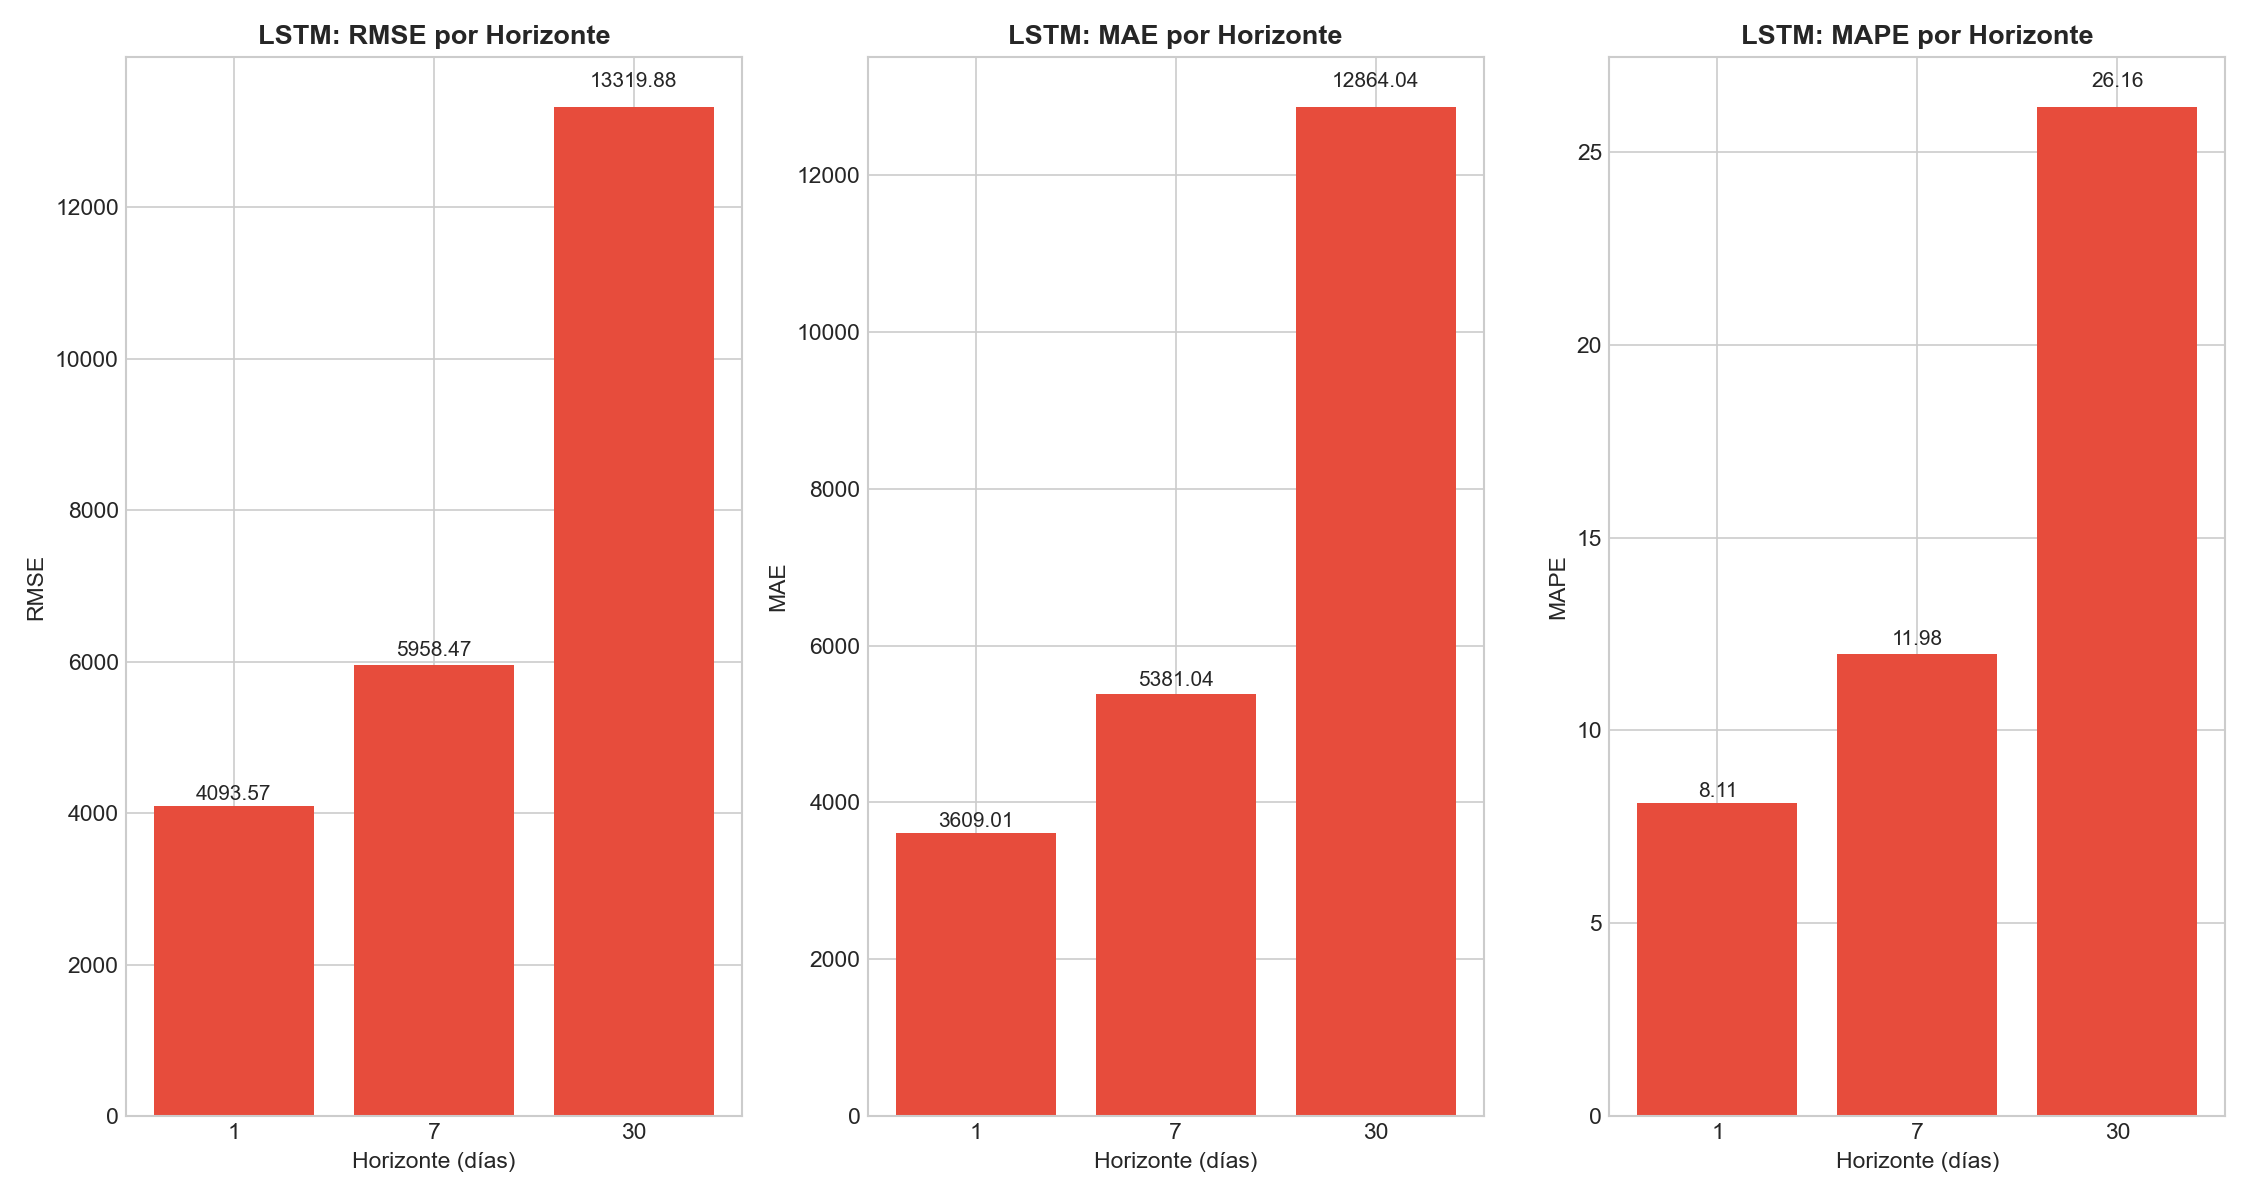 LSTM: RMSE por Horizonte
RMSE
12000
10000
8000
6000
4000
2000
0
4093.57
5958.47
13319.88
1 7 30
Horizonte (días)
LSTM: MAE por Horizonte
MAE
12000
10000
8000
6000
4000
2000
0
3609.01
5381.04
12864.04
1 7 30
Horizonte (días)
LSTM: MAPE por Horizonte
MAPE
25
20
15
10
5
0
8.11
11.98
26.16
1 7 30
Horizonte (días)